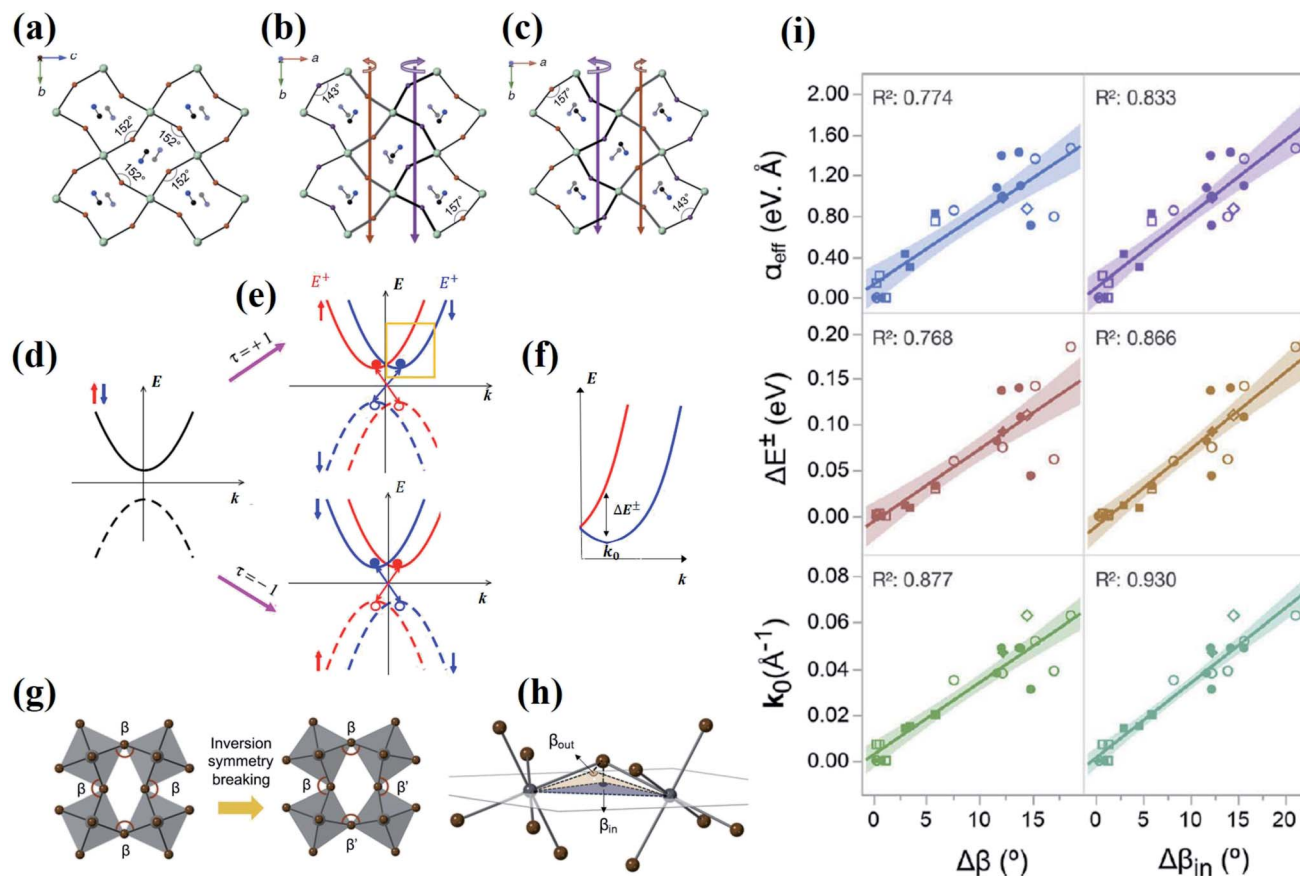 (a)
c
b
152°
152°
152°
152°
(b)
a
b
143°
157°
(c)
a
b
157°
143°
(d)
E
k
τ = +1
τ = −1
(e)
E⁺
E
E⁺
k
E
k
(f)
E
ΔE±
k₀
k
(g)
β
β
β
β
Inversion
symmetry
breaking
β
β
β'
β'
(h)
βout
βin
(i)
R²: 0.774
R²: 0.833
αeff (eV. Å)
2.00
1.60
1.20
0.80
0.40
0.00
R²: 0.768
R²: 0.866
ΔE± (eV)
0.20
0.15
0.10
0.05
0.00
R²: 0.877
R²: 0.930
k₀(Å⁻¹)
0.08
0.06
0.04
0.02
0.00
0 5 10 15
0 5 10 15 20
Δβ (º)
Δβin (º)